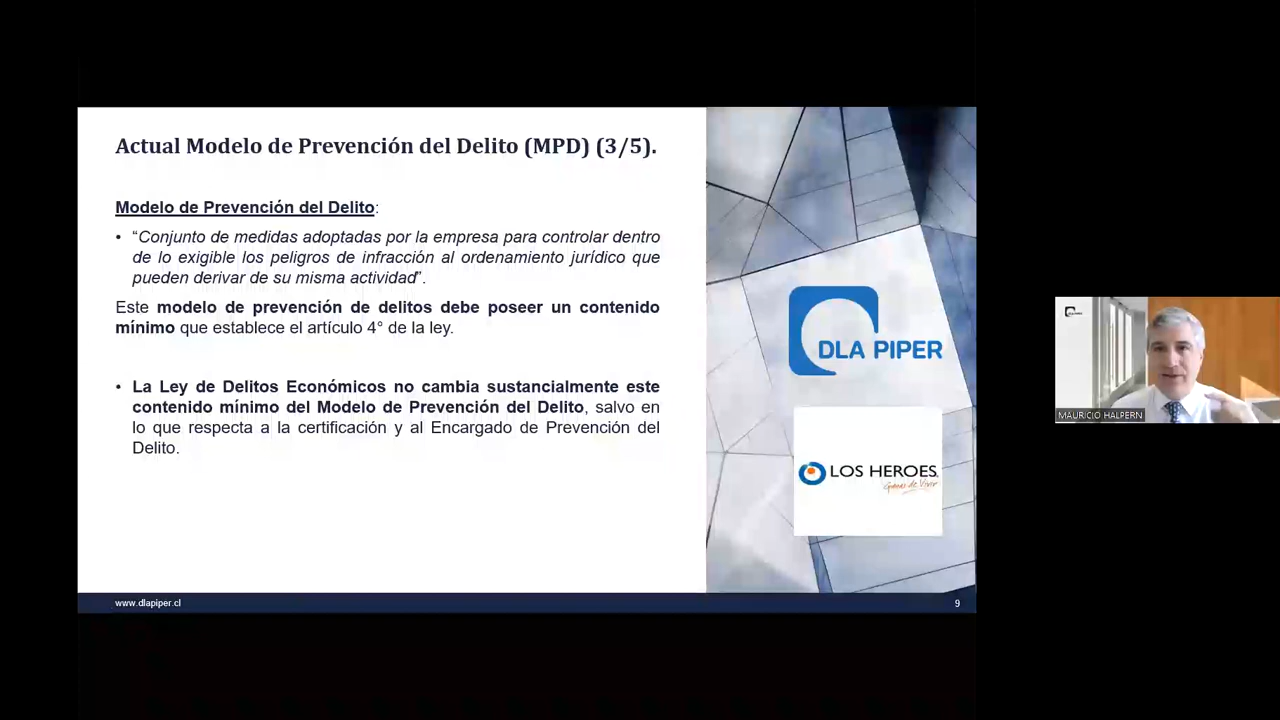 Actual Modelo de Prevención del Delito (MPD) (3/5).
Modelo de Prevención del Delito:
• “Conjunto de medidas adoptadas por la empresa para controlar dentro
de lo exigible los peligros de infracción al ordenamiento jurídico que
pueden derivar de su misma actividad”.
Este modelo de prevención de delitos debe poseer un contenido
mínimo que establece el artículo 4° de la ley.
• La Ley de Delitos Económicos no cambia sustancialmente este
contenido mínimo del Modelo de Prevención del Delito, salvo en
lo que respecta a la certificación y al Encargado de Prevención del
Delito.
DLA PIPER
LOS HEROES.
Ganas de Vivir
www.dlapiper.cl
9
MAURICIO HALPERN